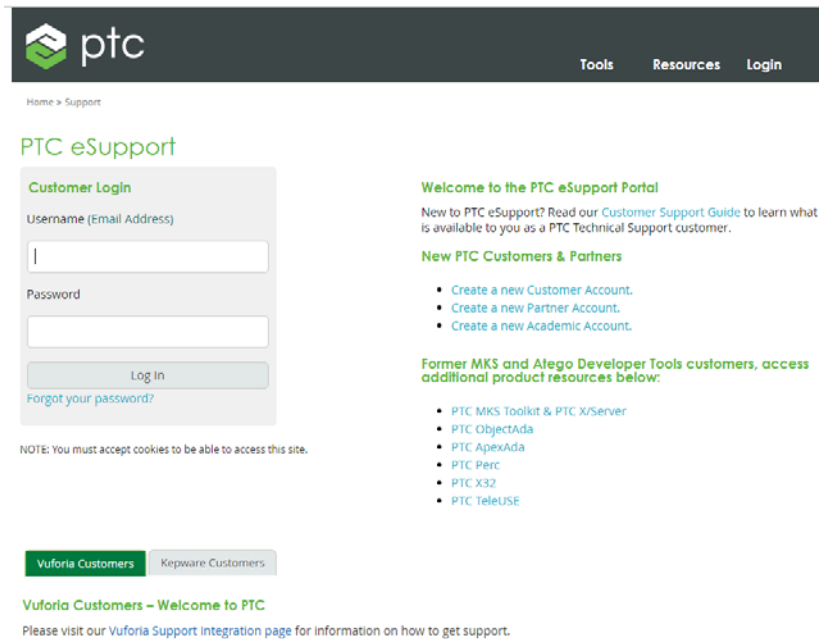 ptc
Tools Resources Login
Home » Support
PTC eSupport
Customer Login
Username (Email Address)
Password
Log In
Forgot your password?
NOTE: You must accept cookies to be able to access this site.
Welcome to the PTC eSupport Portal
New to PTC eSupport? Read our Customer Support Guide to learn what
is available to you as a PTC Technical Support customer.
New PTC Customers & Partners
Create a new Customer Account.
Create a new Partner Account.
Create a new Academic Account.
Former MKS and Atego Developer Tools customers, access
additional product resources below:
PTC MKS Toolkit & PTC X/Server
PTC ObjectAda
PTC ApexAda
PTC Perc
PTC X32
PTC TeleUSE
Vuforia Customers Kepware Customers
Vuforia Customers – Welcome to PTC
Please visit our Vuforia Support Integration page for information on how to get support.